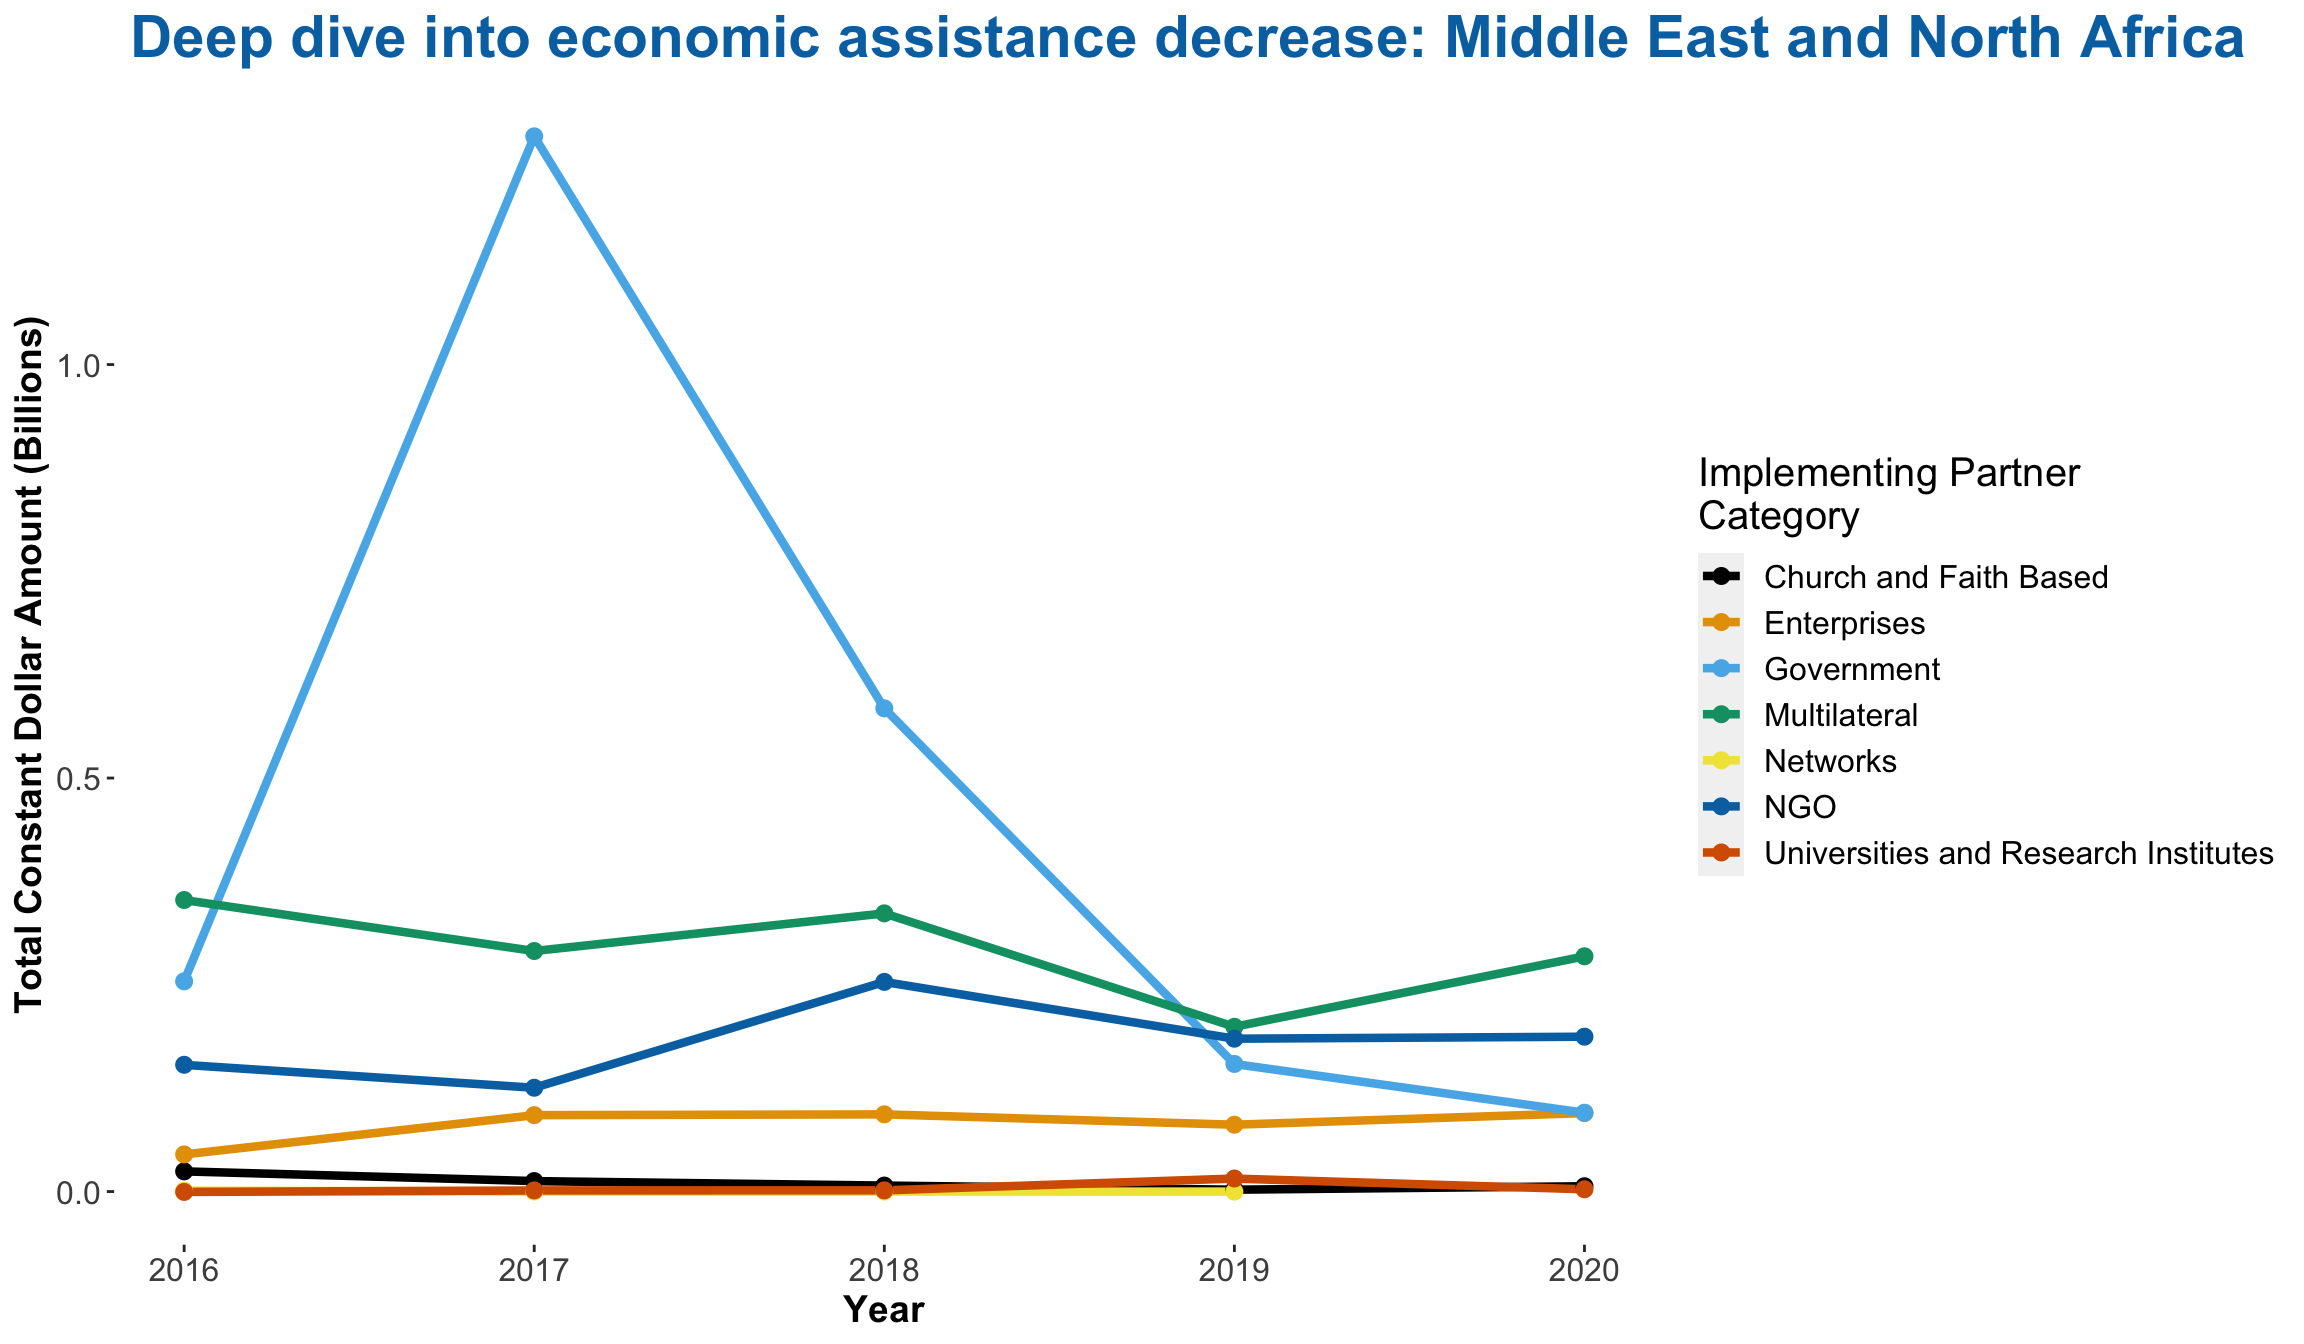 Deep dive into economic assistance decrease: Middle East and North Africa
Total Constant Dollar Amount (Billions)
1.0
0.5
0.0
2016 2017 2018 2019 2020
Year
Implementing Partner
Category
Church and Faith Based
Enterprises
Government
Multilateral
Networks
NGO
Universities and Research Institutes